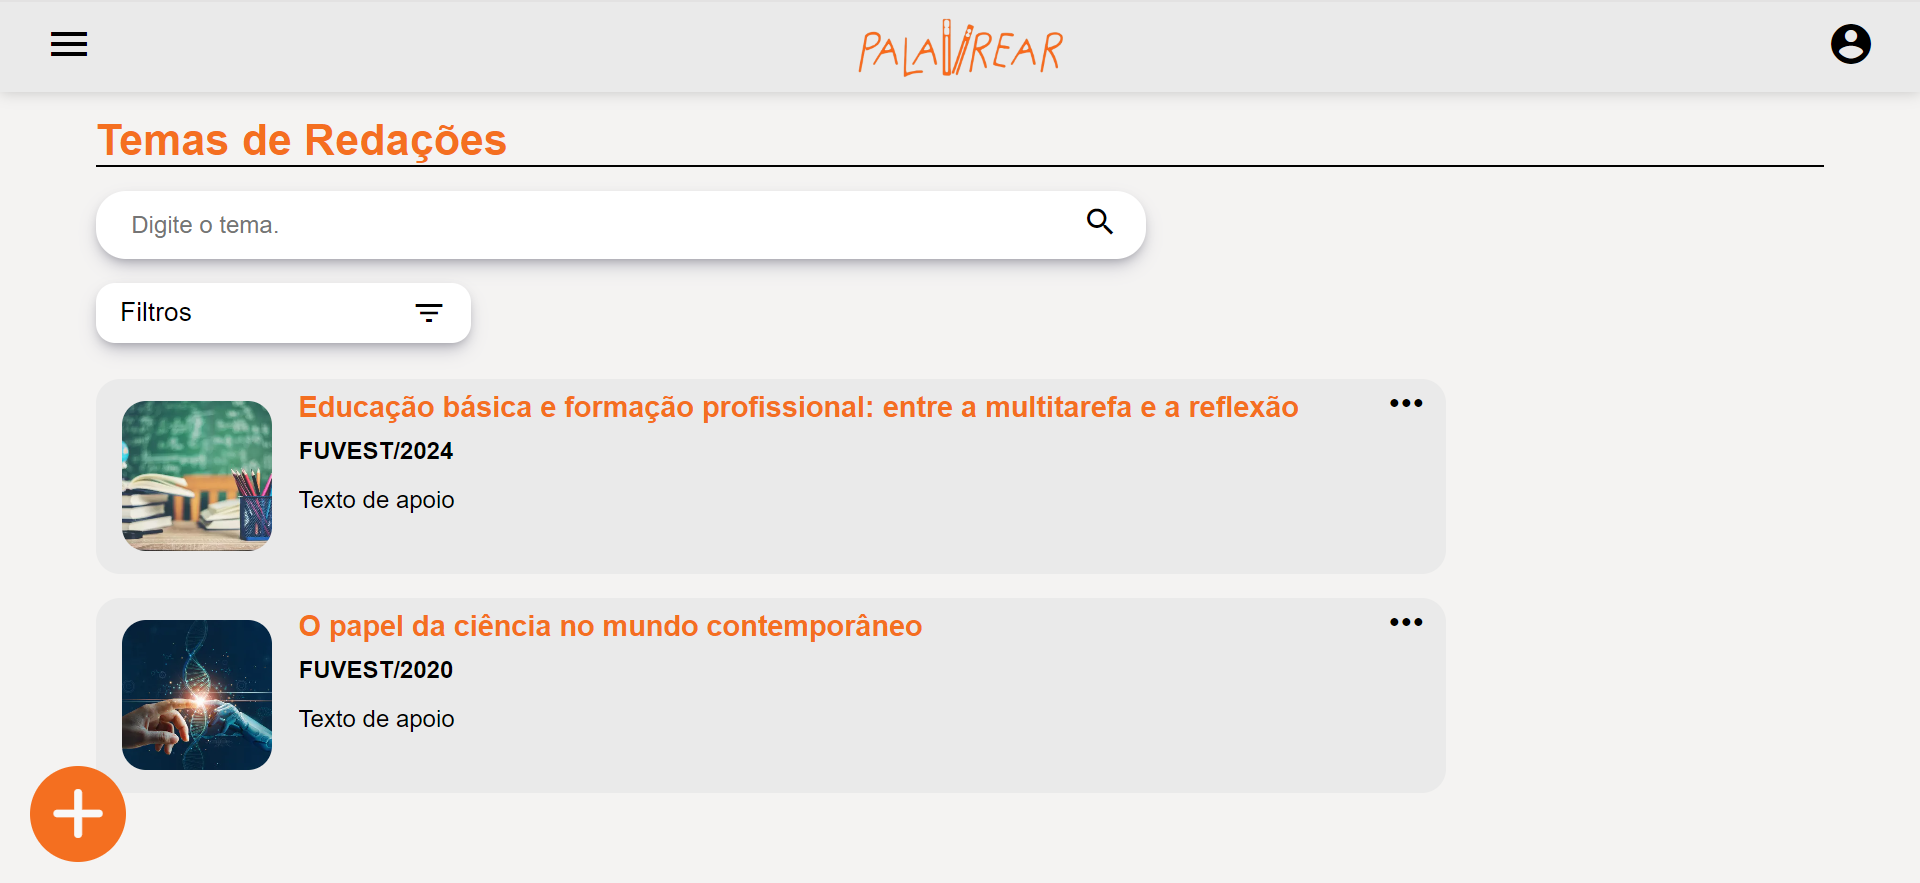 PALAVREAR
Temas de Redações
Digite o tema.
Filtros
Educação básica e formação profissional: entre a multitarefa e a reflexão
FUVEST/2024
Texto de apoio
O papel da ciência no mundo contemporâneo
FUVEST/2020
Texto de apoio